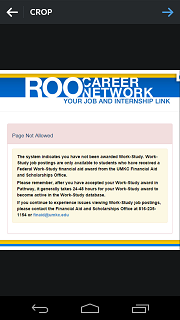 CROP
ROO CAREER
NETWORK
YOUR JOB AND INTERNSHIP LINK
Page Not Allowed
The system indicates you have not been awarded Work-Study. Work-
Study job postings are only available to students who have received a
Federal Work-Study financial aid award from the UMKC Financial Aid
and Scholarships Office.
Please remember, after you have accepted your Work-Study award in
Pathway, it generally takes 24-48 hours for your Work-Study award to
become active in the Work-Study database.
If you continue to experience issues viewing Work-Study job postings,
please contact the Financial Aid and Scholarships Office at 816-235-
1154 or finaid@umkc.edu